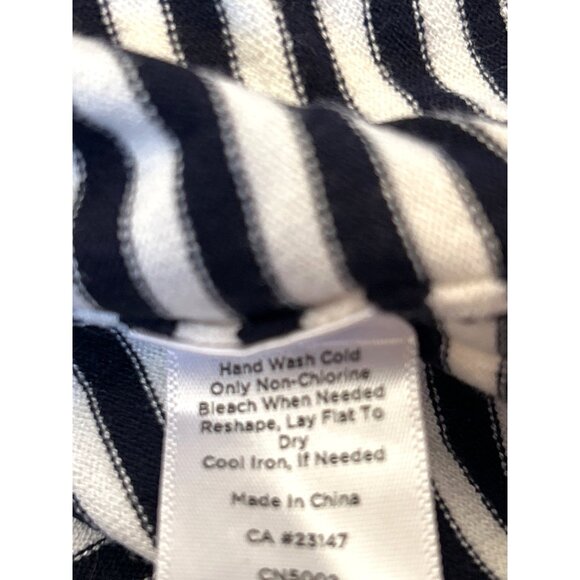 Hand Wash Cold
Only Non-Chlorine
Bleach When Needed
Reshape, Lay Flat To
Dry
Cool Iron, If Needed
Made In China
CA #23147